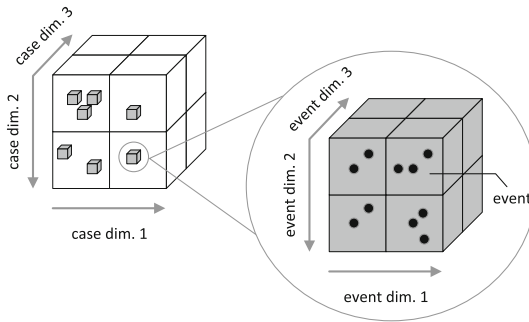 case dim. 3
case dim. 2
case dim. 1
event dim. 3
event dim. 2
event
event dim. 1